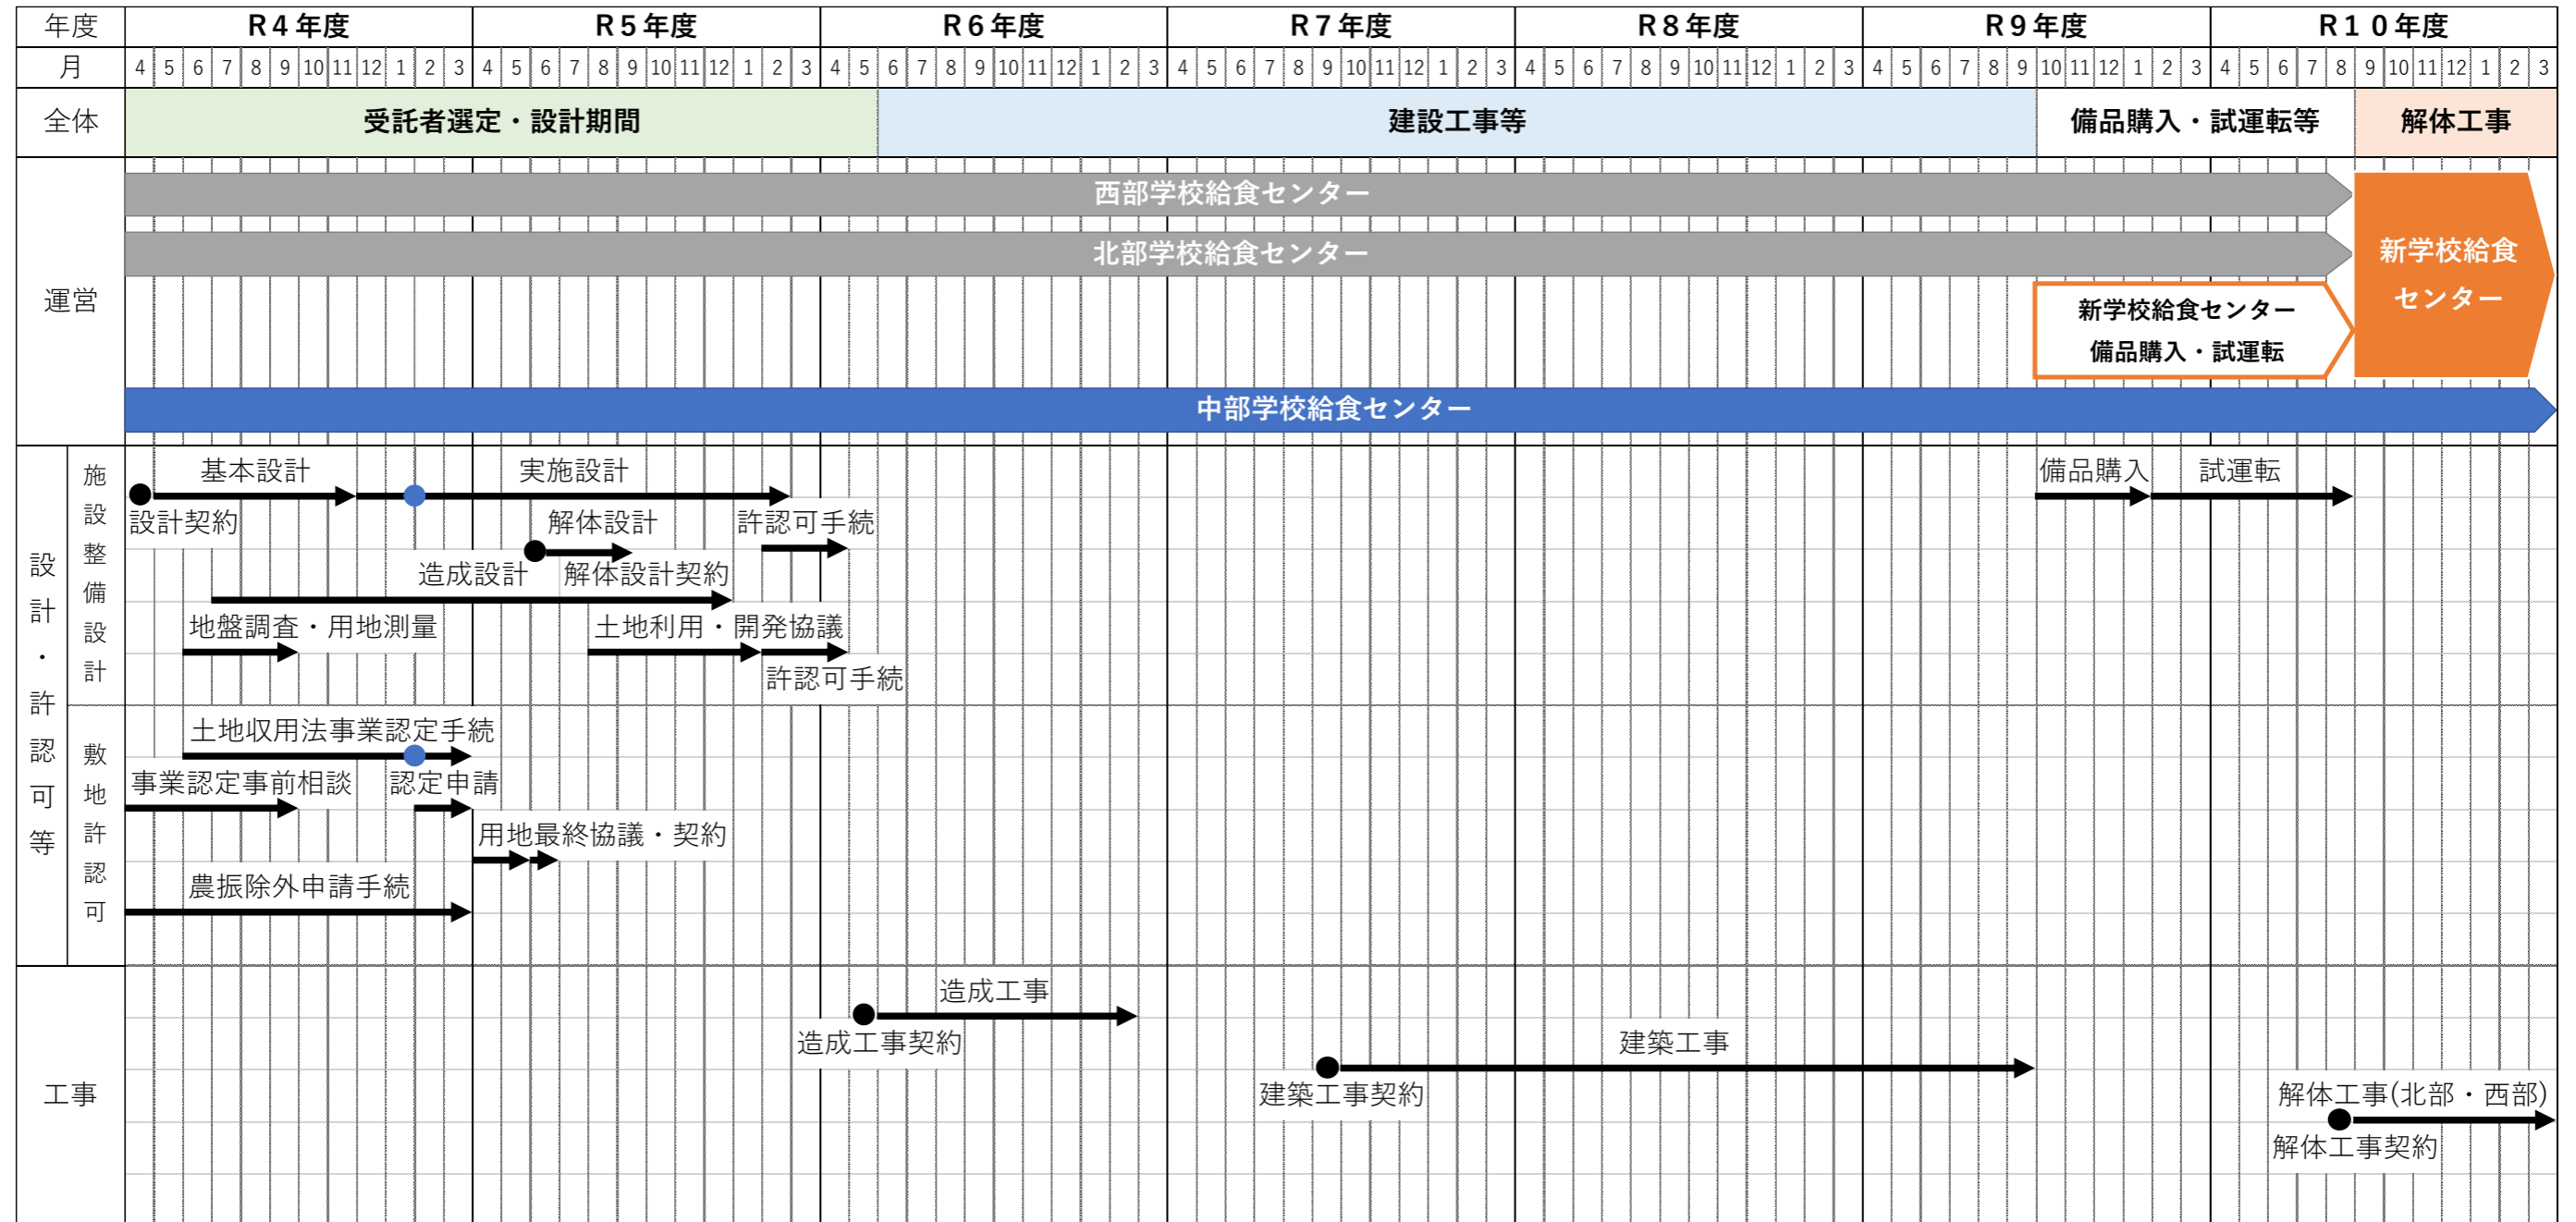 年度 R4年度 R5年度 R6年度 R7年度 R8年度 R9年度 R10年度
月 4 5 6 7 8 9 10 11 12 1 2 3 4 5 6 7 8 9 10 11 12 1 2 3 4 5 6 7 8 9 10 11 12 1 2 3 4 5 6 7 8 9 10 11 12 1 2 3 4 5 6 7 8 9 10 11 12 1 2 3 4 5 6 7 8 9 10 11 12 1 2 3 4 5 6 7 8 9 10 11 12 1 2 3
全体 受託者選定・設計期間 建設工事等 備品購入・試運転等 解体工事
運営
西部学校給食センター
北部学校給食センター
新学校給食
センター
新学校給食センター
備品購入・試運転
中部学校給食センター
設計・許認可等
施設整備設計
基本設計 実施設計 備品購入 試運転
設計契約 解体設計 許認可手続
造成設計 解体設計契約
地盤調査・用地測量 土地利用・開発協議
許認可手続
敷地許認可
土地収用法事業認定手続
事業認定事前相談 認定申請
用地最終協議・契約
農振除外申請手続
工事
造成工事
造成工事契約 建築工事
建築工事契約 解体工事(北部・西部)
解体工事契約